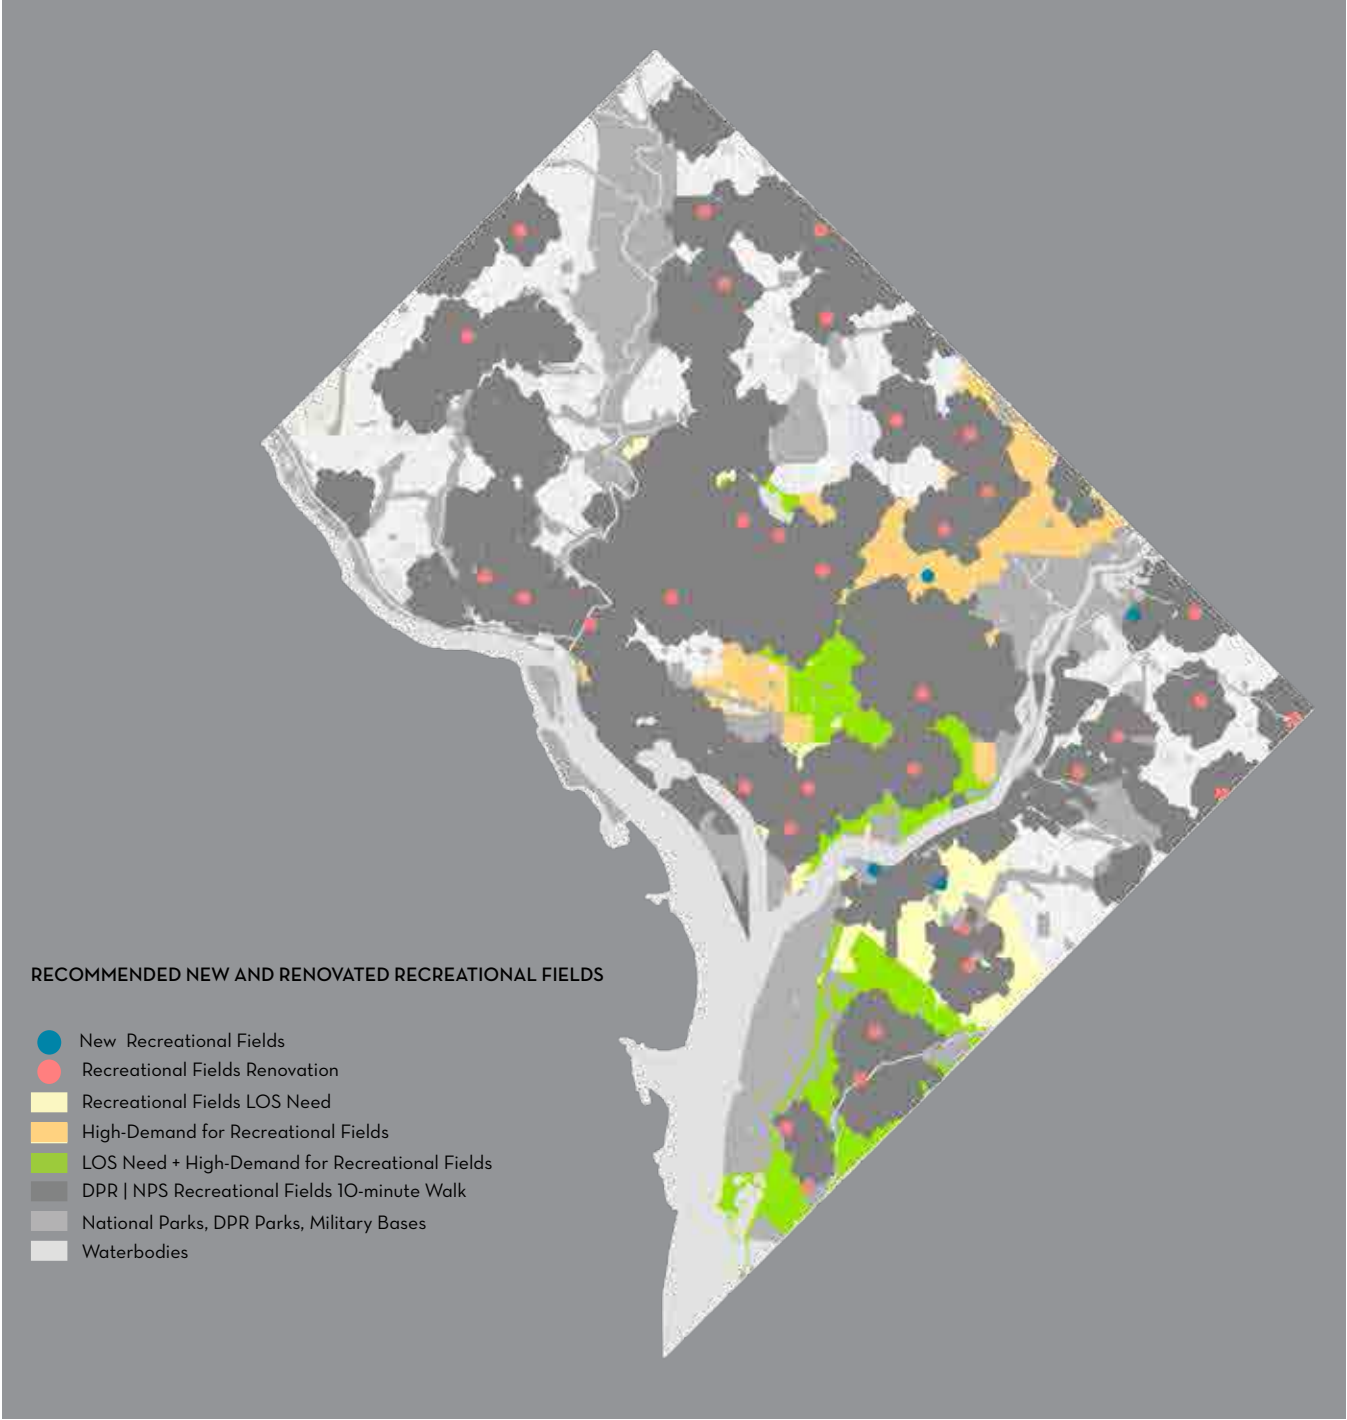 RECOMMENDED NEW AND RENOVATED RECREATIONAL FIELDS
New Recreational Fields
Recreational Fields Renovation
Recreational Fields LOS Need
High-Demand for Recreational Fields
LOS Need + High-Demand for Recreational Fields
DPR | NPS Recreational Fields 10-minute Walk
National Parks, DPR Parks, Military Bases
Waterbodies